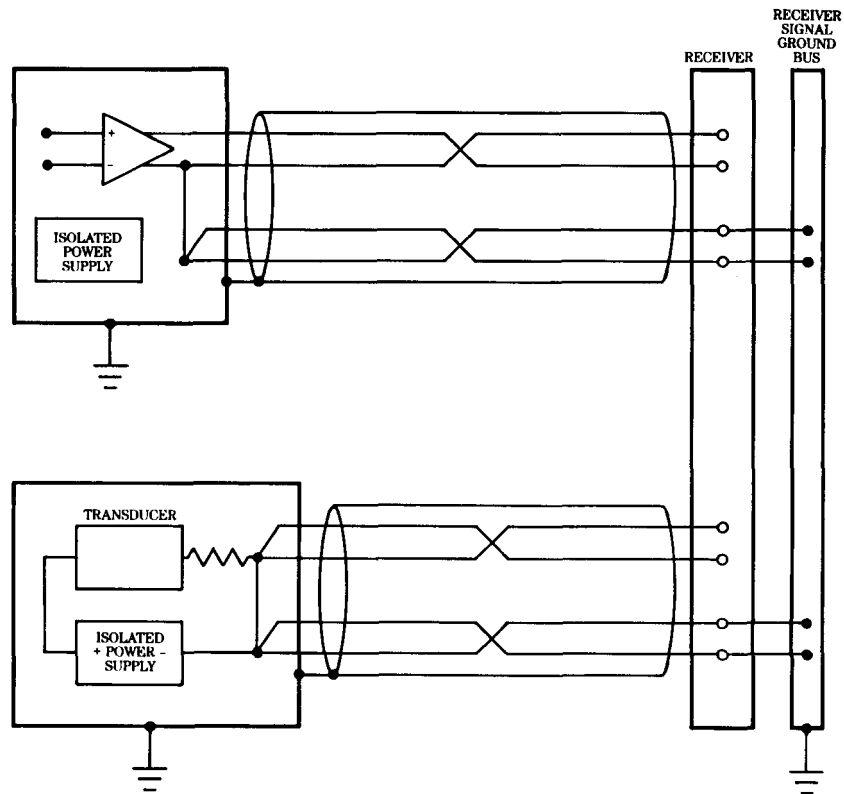 RECEIVER
SIGNAL
GROUND
BUS
RECEIVER
+
-
ISOLATED
POWER
SUPPLY
TRANSDUCER
ISOLATED
+ POWER -
SUPPLY